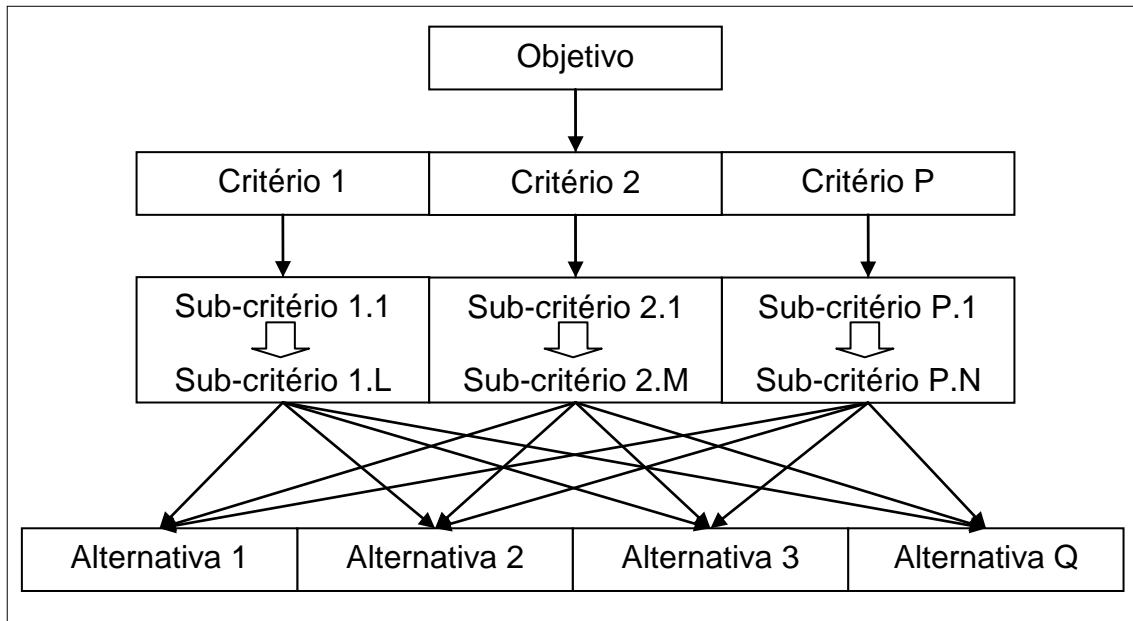 Objetivo
Critério 1
Critério 2
Critério P
Sub-critério 1.1
Sub-critério 1.L
Sub-critério 2.1
Sub-critério 2.M
Sub-critério P.1
Sub-critério P.N
Alternativa 1
Alternativa 2
Alternativa 3
Alternativa Q